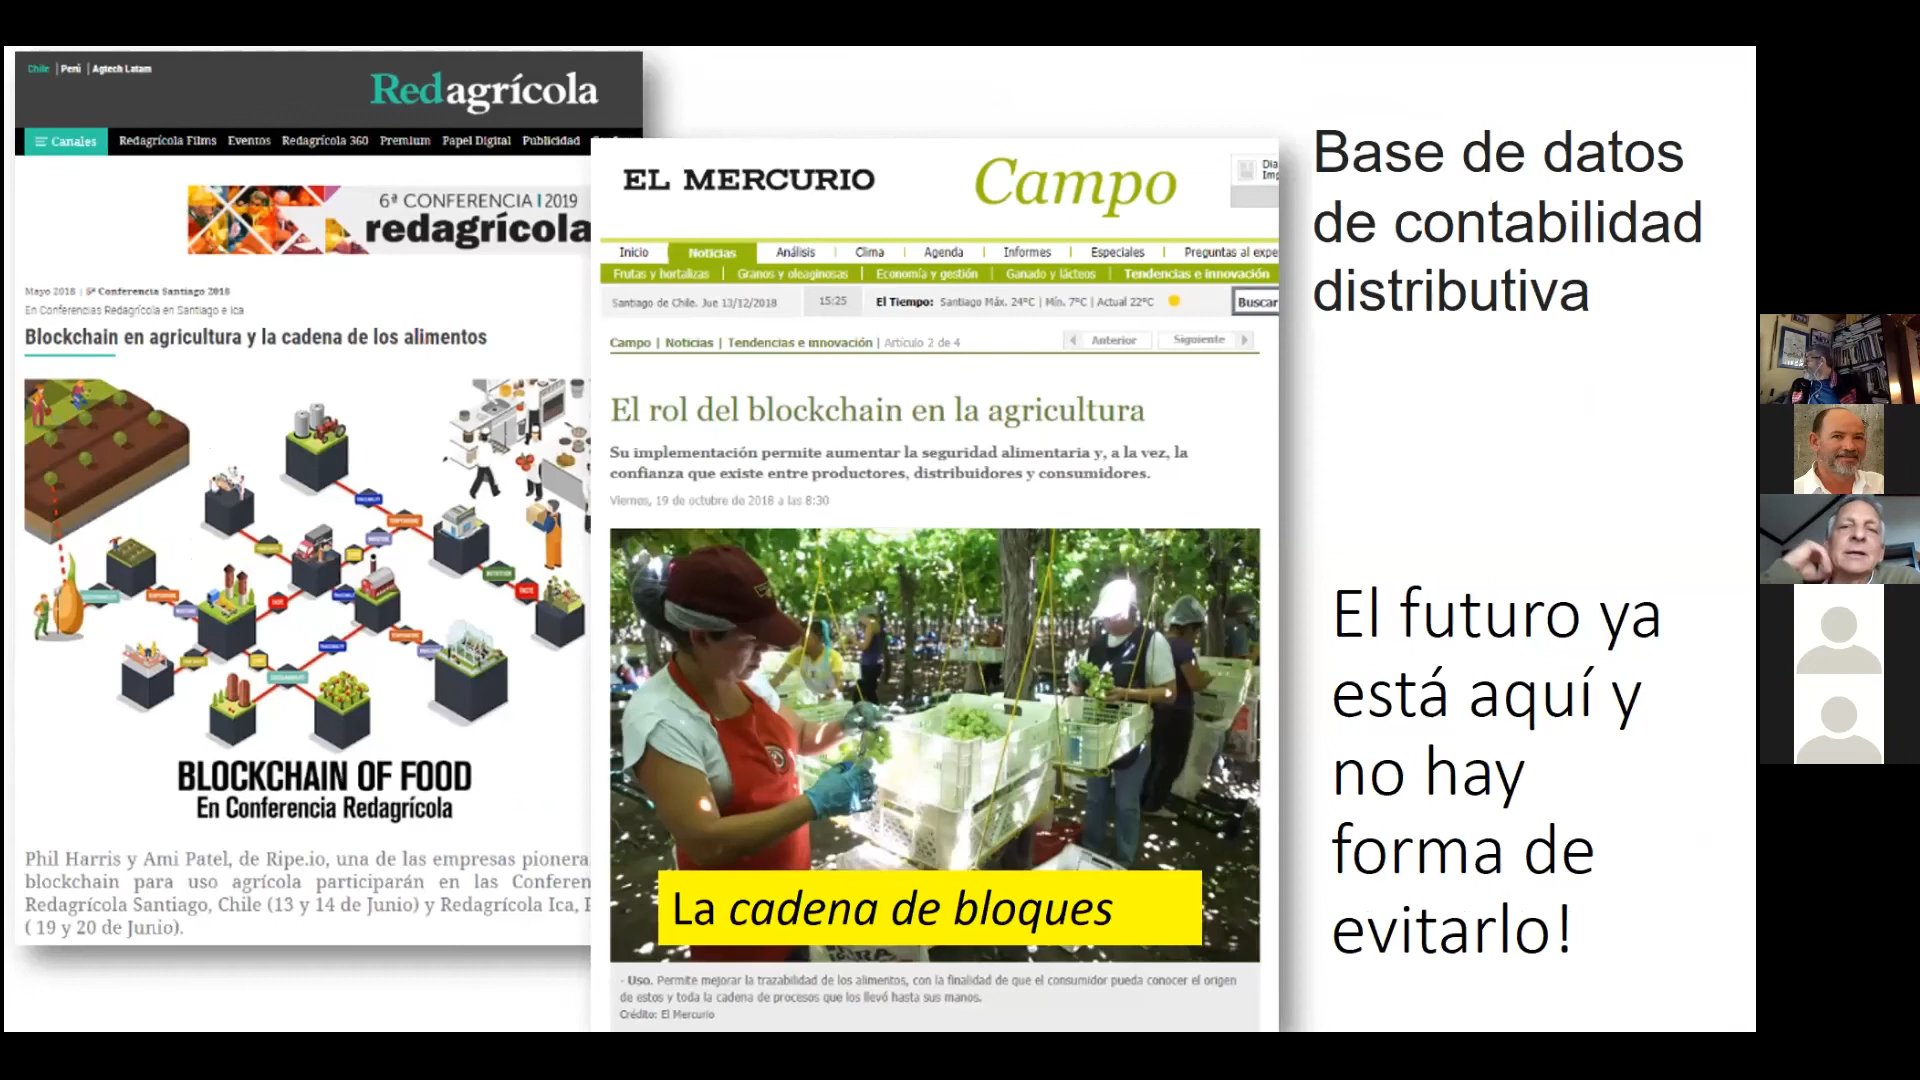 Chile | Perú | Agtech Latam
Redagrícola
Canales
Redagrícola Films Eventos Redagrícola 360 Premium Papel Digital Publicidad
6ª CONFERENCIA | 2019
redagrícola
Mayo 2018 | 5ª Conferencia Santiago 2018
En Conferencias Redagrícola en Santiago e Ica
Blockchain en agricultura y la cadena de los alimentos
BLOCKCHAIN OF FOOD
En Conferencia Redagrícola
Phil Harris y Ami Patel, de Ripe.io, una de las empresas pionera
blockchain para uso agrícola participarán en las Conferen
Redagrícola Santiago, Chile (13 y 14 de Junio) y Redagrícola Ica,
( 19 y 20 de Junio).
EL MERCURIO Campo
Inicio Noticias Análisis Clima Agenda Informes Especiales Preguntas al expe
Frutas y hortalizas | Granos y oleaginosas | Economía y gestión | Ganado y lácteos | Tendencias e innovación
Santiago de Chile. Jue 13/12/2018 15:25 El Tiempo: Santiago Máx. 24°C | Mín. 7°C | Actual 22°C Buscar
Campo | Noticias | Tendencias e innovación | Artículo 2 de 4 Anterior Siguiente
El rol del blockchain en la agricultura
Su implementación permite aumentar la seguridad alimentaria y, a la vez, la
confianza que existe entre productores, distribuidores y consumidores.
Viernes, 19 de octubre de 2018 a las 8:30
La cadena de bloques
- Uso. Permite mejorar la trazabilidad de los alimentos, con la finalidad de que el consumidor pueda conocer el origen
de estos y toda la cadena de procesos que los llevó hasta sus manos.
Crédito: El Mercurio
Base de datos
de contabilidad
distributiva
El futuro ya
está aquí y
no hay
forma de
evitarlo!